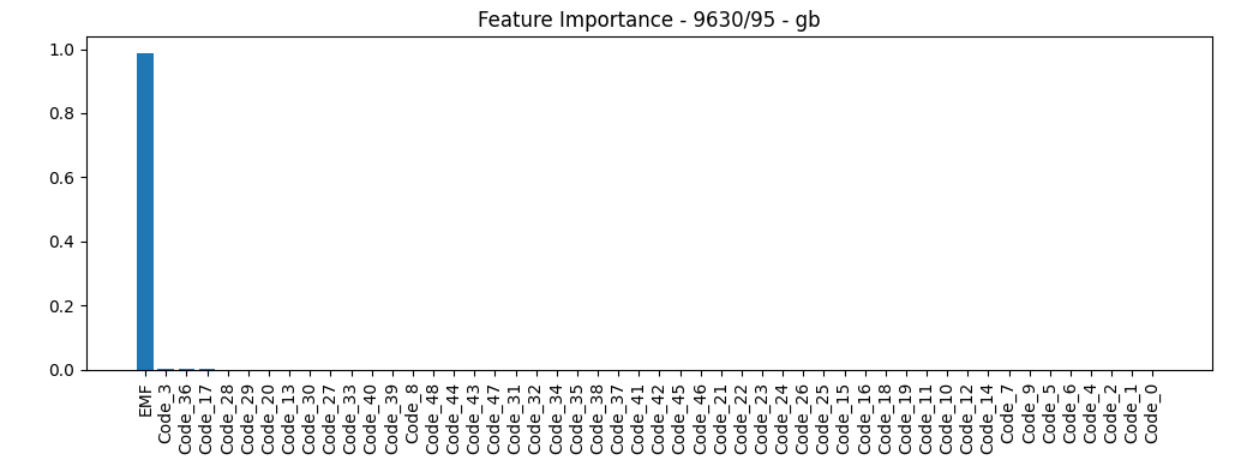 Feature Importance - 9630/95 - gb
1.0
0.8
0.6
0.4
0.2
0.0
EMF
Code_3
Code_36
Code_17
Code_28
Code_29
Code_20
Code_13
Code_30
Code_27
Code_33
Code_40
Code_39
Code_8
Code_48
Code_44
Code_43
Code_47
Code_31
Code_32
Code_34
Code_35
Code_38
Code_37
Code_41
Code_42
Code_45
Code_46
Code_21
Code_22
Code_23
Code_24
Code_26
Code_25
Code_15
Code_16
Code_18
Code_19
Code_11
Code_10
Code_12
Code_14
Code_7
Code_9
Code_5
Code_6
Code_4
Code_2
Code_1
Code_0